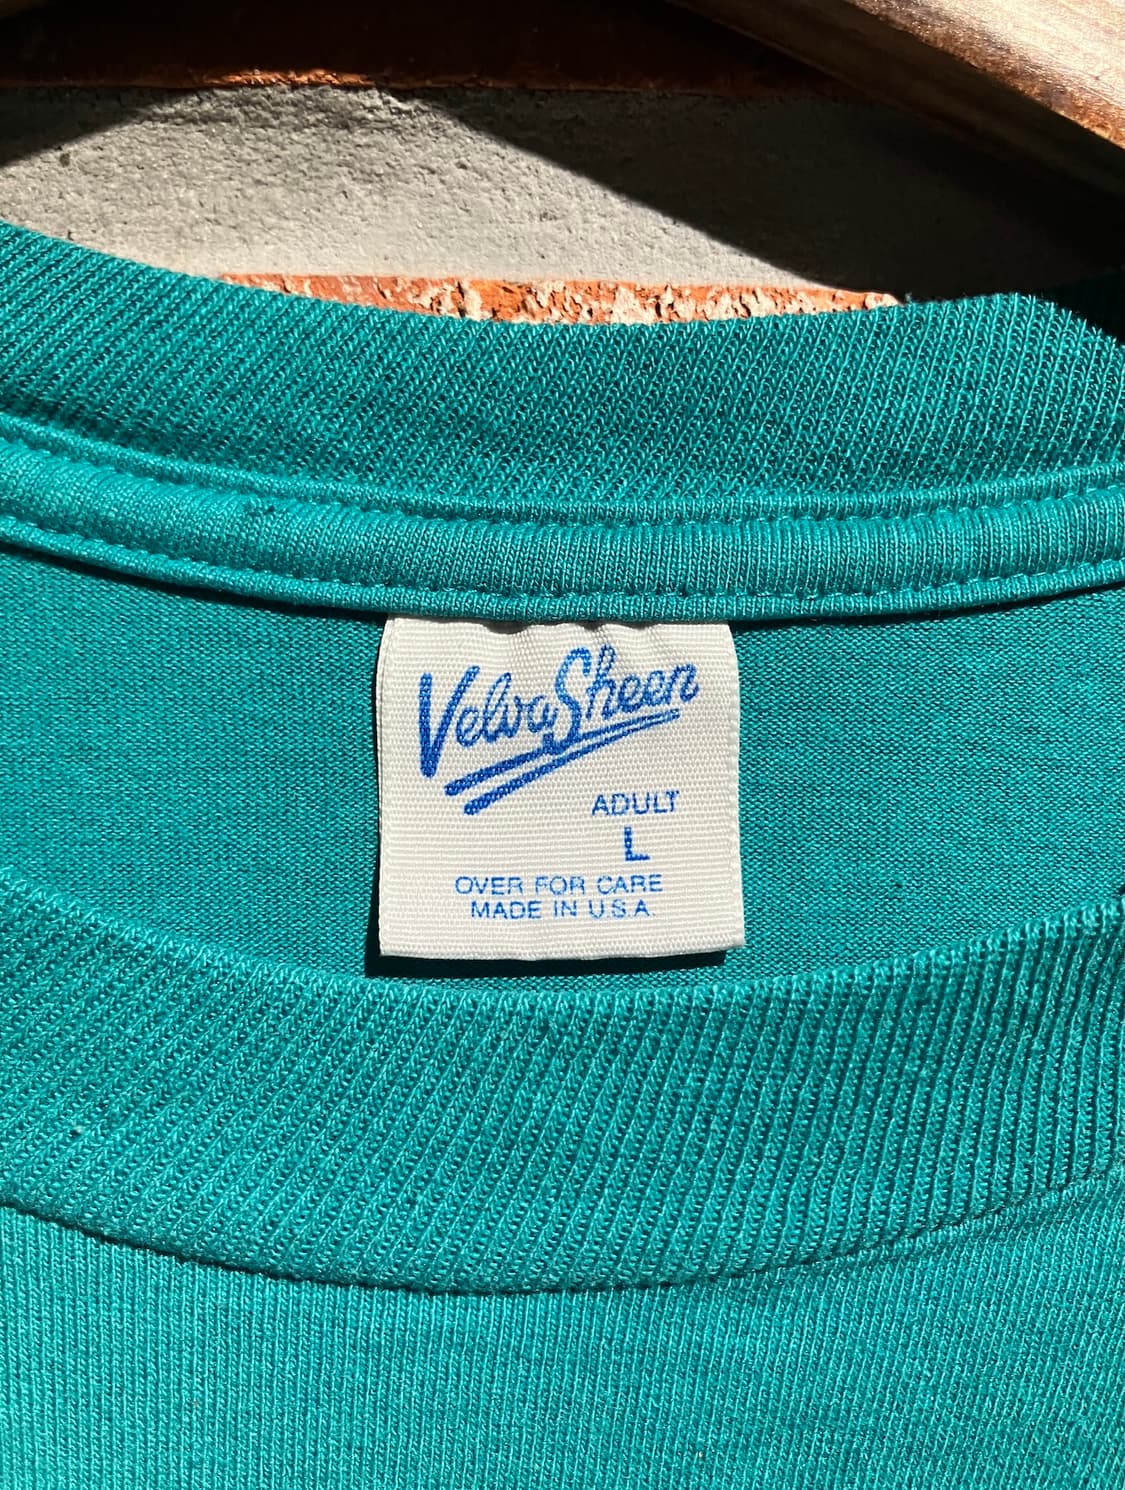 VelvaSheen
ADULT
L
OVER FOR CARE
MADE IN U.S.A.